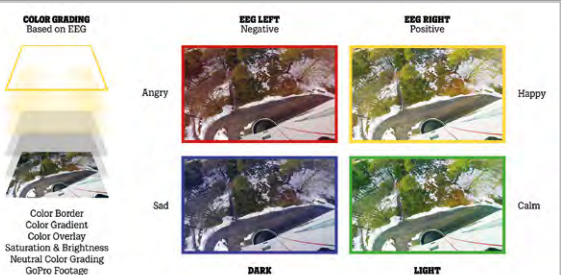 COLOR GRADING
Based on EEG
EEG LEFT
Negative
EEG RIGHT
Positive
Angry
Happy
Sad
Calm
Color Border
Color Gradient
Color Overlay
Saturation & Brightness
Neutral Color Grading
GoPro Footage
DARK
LIGHT